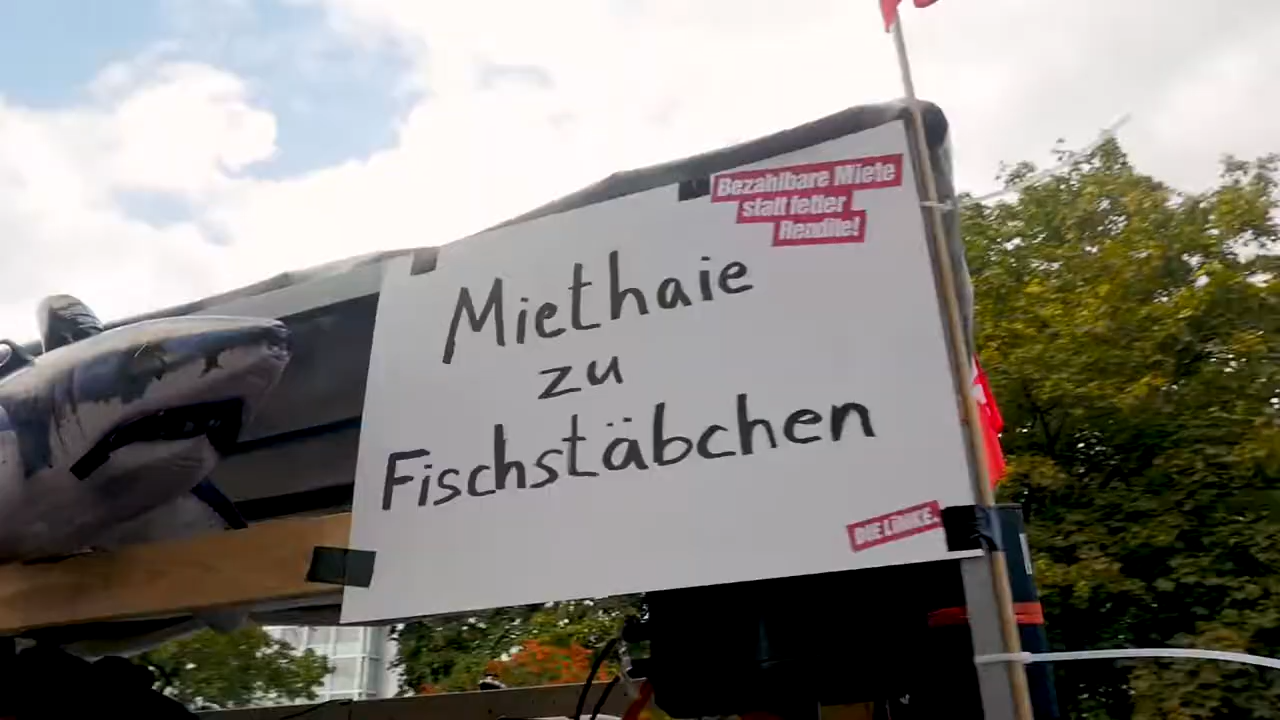 Bezahlbare Miete
statt fetter
Rendite!
Miethaie
zu
Fischstäbchen
DIE LINKE.